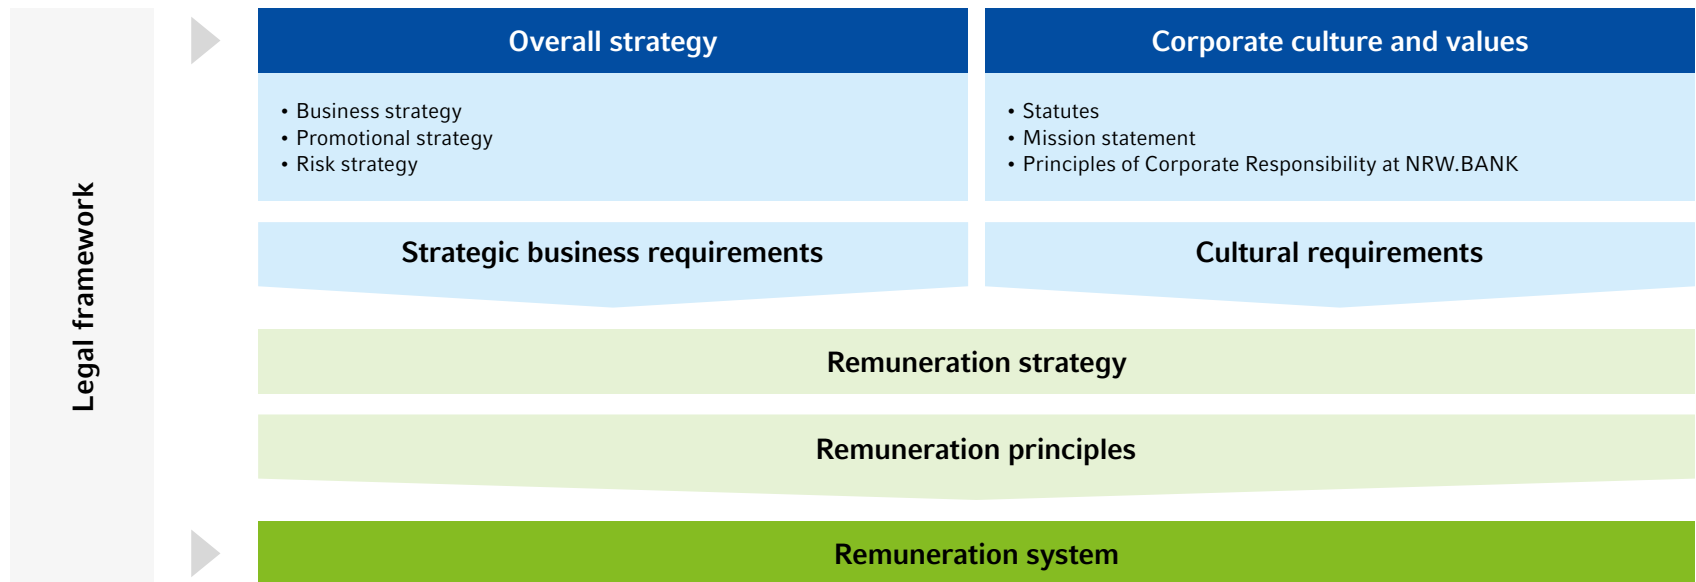 Legal framework
Overall strategy
• Business strategy
• Promotional strategy
• Risk strategy
Corporate culture and values
• Statutes
• Mission statement
• Principles of Corporate Responsibility at NRW.BANK
Strategic business requirements
Cultural requirements
Remuneration strategy
Remuneration principles
Remuneration system